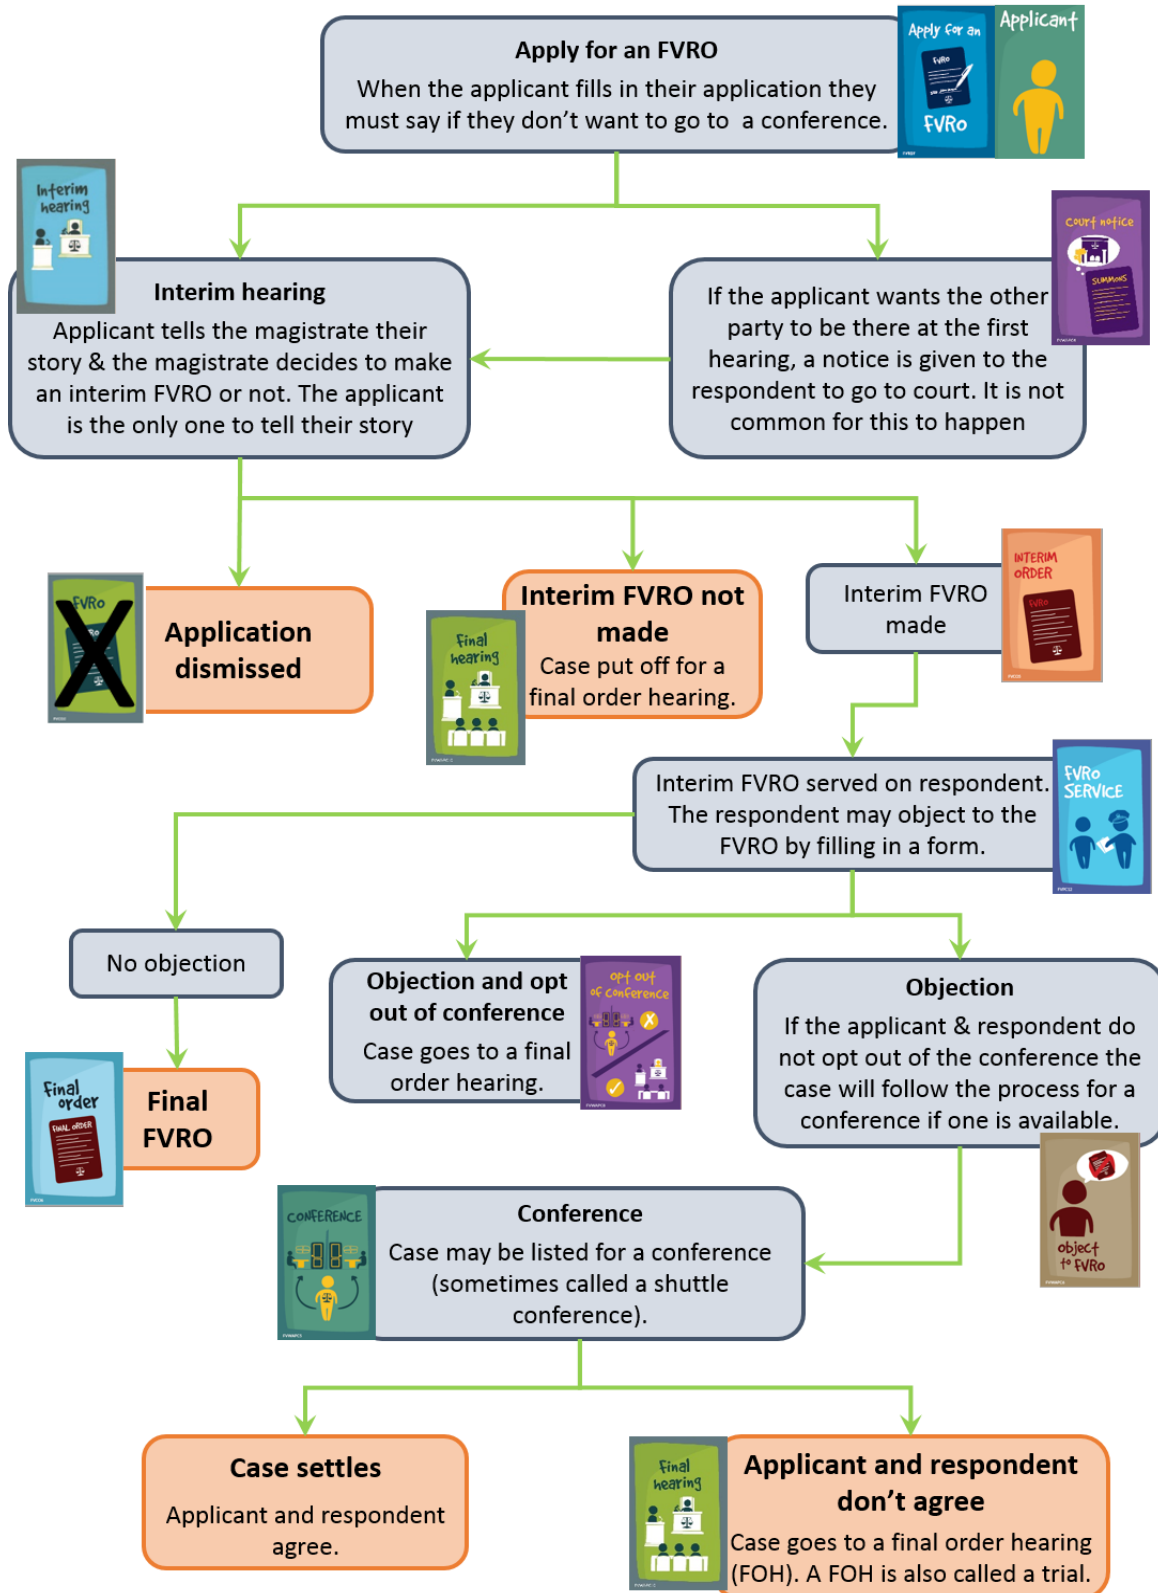 Apply for an FVRO
When the applicant fills in their application they
must say if they don't want to go to  a conference.
Apply for an
FVRO
FVRO
Applicant
Interim
hearing
Court notice
SUMMONS
Interim hearing
Applicant tells the magistrate their
story & the magistrate decides to make
an interim FVRO or not. The applicant
is the only one to tell their story
If the applicant wants the other
party to be there at the first
hearing, a notice is given to the
respondent to go to court. It is not
common for this to happen
FVRO
Application
dismissed
Final
hearing
Interim FVRO not
made
Case put off for a
final order hearing.
Interim FVRO
made
INTERIM
ORDER
FVRO
Interim FVRO served on respondent.
The respondent may object to the
FVRO by filling in a form.
FVRO
SERVICE
No objection
Objection and opt
out of conference
Case goes to a final
order hearing.
opt out
of conference
Objection
If the applicant & respondent do
not opt out of the conference the
case will follow the process for a
conference if one is available.
Final
order
FINAL ORDER
Final
FVRO
object
to FVRO
CONFERENCE
Conference
Case may be listed for a conference
(sometimes called a shuttle
conference).
Case settles
Applicant and respondent
agree.
Final
hearing
Applicant and respondent
don't agree
Case goes to a final order hearing
(FOH). A FOH is also called a trial.